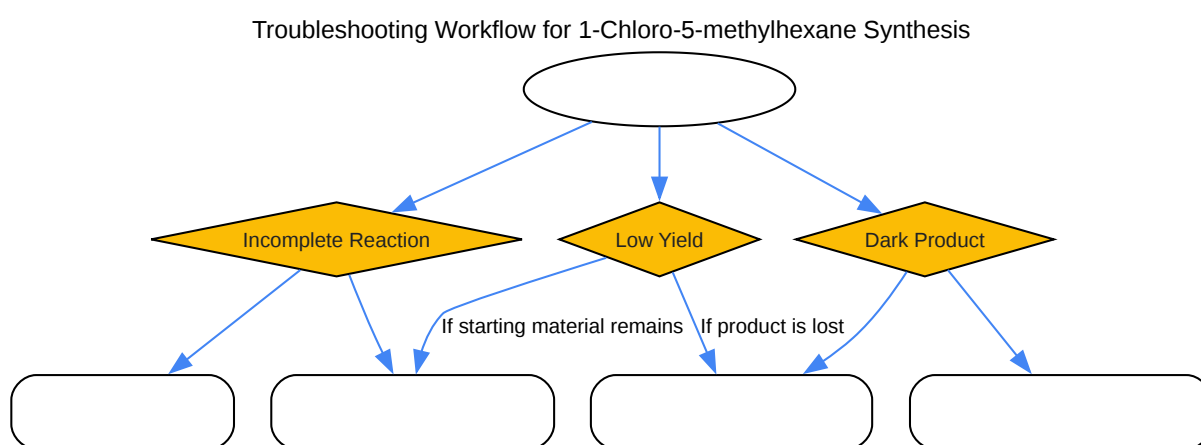 Troubleshooting Workflow for 1-Chloro-5-methylhexane Synthesis
Incomplete Reaction
Low Yield
Dark Product
If starting material remains
If product is lost